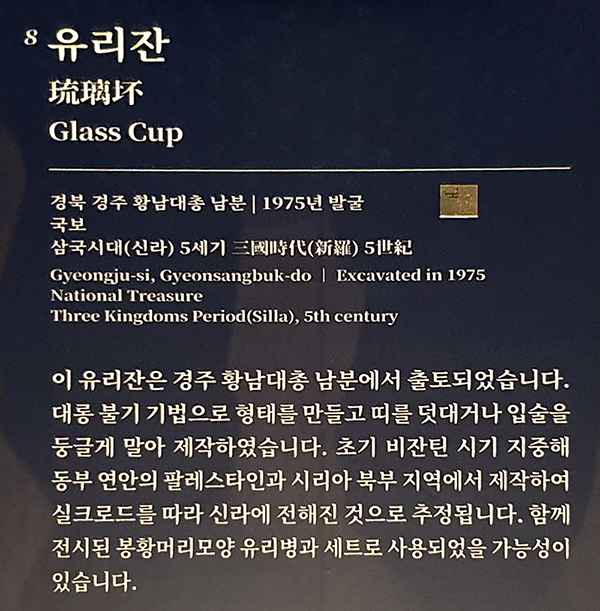 8 유리잔
琉璃坏
Glass Cup
경북 경주 황남대총 남분 | 1975년 발굴
국보
삼국시대(신라) 5세기 三國時代(新羅) 5世紀
Gyeongju-si, Gyeongsangbuk-do | Excavated in 1975
National Treasure
Three Kingdoms Period(Silla), 5th century
이 유리잔은 경주 황남대총 남분에서 출토되었습니다.
대롱 불기 기법으로 형태를 만들고 띠를 덧대거나 입술을
둥글게 말아 제작하였습니다. 초기 비잔틴 시기 지중해
동부 연안의 팔레스타인과 시리아 북부 지역에서 제작하여
실크로드를 따라 신라에 전해진 것으로 추정됩니다. 함께
전시된 봉황머리모양 유리병과 세트로 사용되었을 가능성이
있습니다.